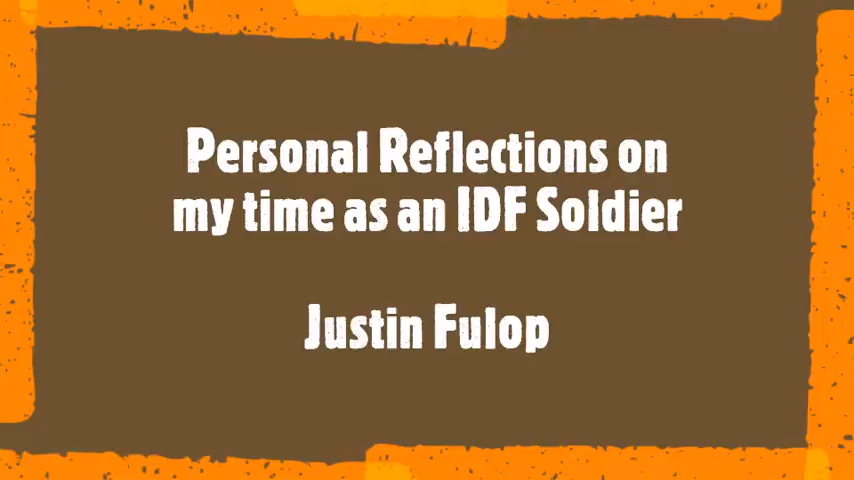 Personal Reflections on
my time as an IDF Soldier
Justin Fulop